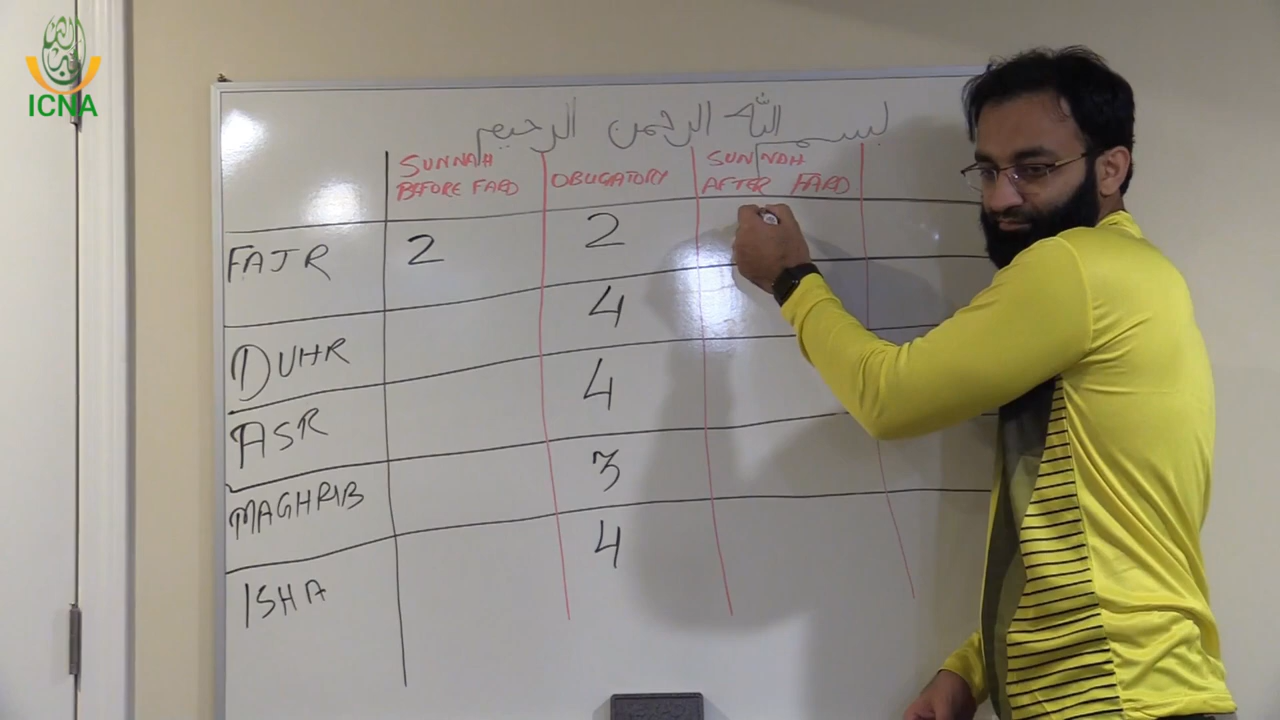 ICNA
بسم الله الرحمن الرحيم
SUNNAH BEFORE FARD
OBLIGATORY
SUNNAH AFTER FARD
FAJR 2 2
DUHR 4
ASR 4
MAGHRIB 3
ISHA 4